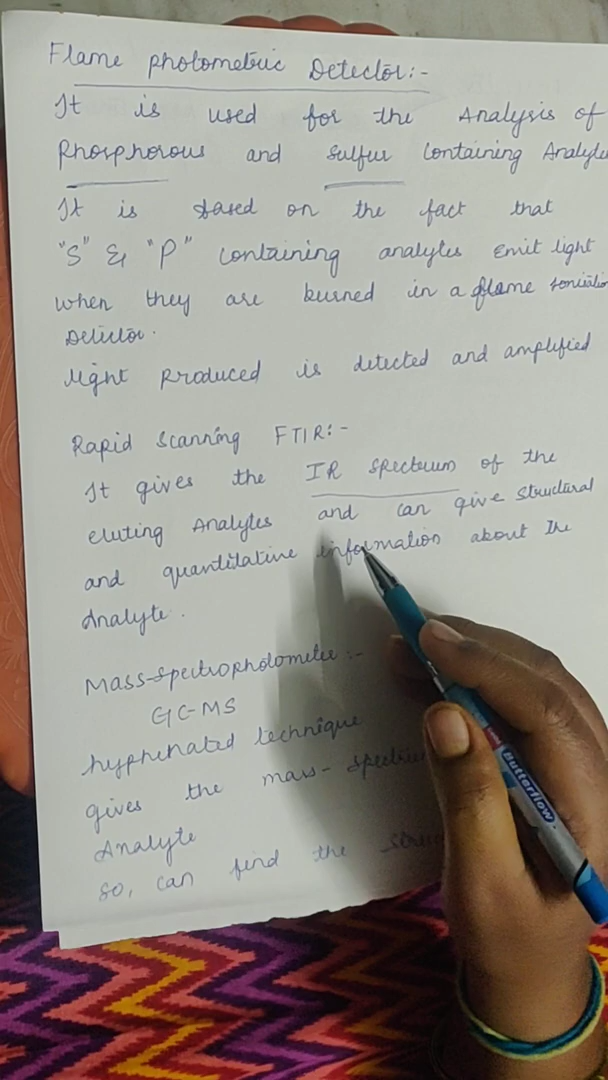 Flame photometric Detector:-
It is used for the Analysis of
Phosphorous and Sulfur Containing Analytes
It is based on the fact that
"S" & "P" containing analytes emit light
when they are burned in a flame ionization
Detector.
light produced is detected and amplified
Rapid Scanning FTIR:-
It gives the IR spectrum of the
eluting Analytes and can give structural
and quantitative information about the
Analyte.
Mass-spectrophotometer:-
GC-MS
hyphenated technique
gives the mass-
Analyte
so, can find the
Butterflow